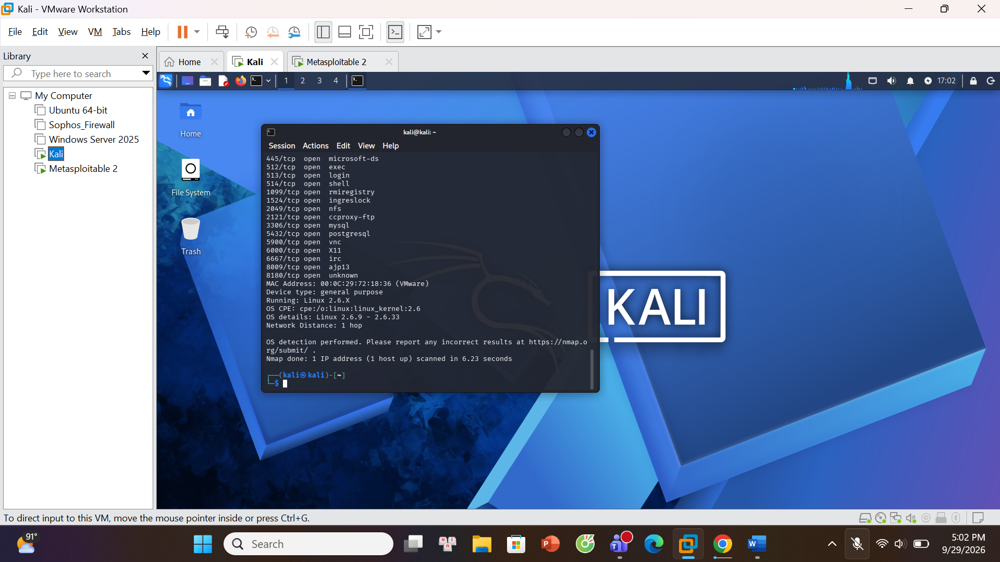 Kali - VMware Workstation
File Edit View VM Tabs Help
Library
Type here to search
My Computer
Ubuntu 64-bit
Sophos_Firewall
Windows Server 2025
Kali
Metasploitable 2
Home Kali Metasploitable 2
1 2 3 4 17:02
Home
File System
Trash
kali@kali: ~
Session Actions Edit View Help
445/tcp open microsoft-ds
512/tcp open exec
513/tcp open login
514/tcp open shell
1099/tcp open rmiregistry
1524/tcp open ingreslock
2049/tcp open nfs
2121/tcp open ccproxy-ftp
3306/tcp open mysql
5432/tcp open postgresql
5900/tcp open vnc
6000/tcp open X11
6667/tcp open irc
8009/tcp open ajp13
8180/tcp open unknown
MAC Address: 00:0C:29:72:18:36 (VMware)
Device type: general purpose
Running: Linux 2.6.X
OS CPE: cpe:/o:linux:linux_kernel:2.6
OS details: Linux 2.6.9 - 2.6.33
Network Distance: 1 hop
OS detection performed. Please report any incorrect results at https://nmap.o
rg/submit/ .
Nmap done: 1 IP address (1 host up) scanned in 6.23 seconds
┌──(kali㉿kali)-[~]
└─$
KALI
To direct input to this VM, move the mouse pointer inside or press Ctrl+G.
91°
Search
5:02 PM
9/29/2026